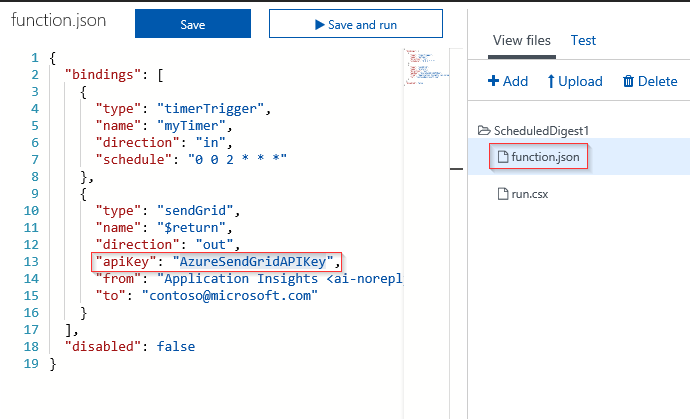 function.json
Save
Save and run
View files
Test
Add
Upload
Delete
ScheduledDigest1
function.json
run.csx
1 {
2 "bindings": [
3 {
4 "type": "timerTrigger",
5 "name": "myTimer",
6 "direction": "in",
7 "schedule": "0 0 2 * * *"
8 },
9 {
10 "type": "sendGrid",
11 "name": "$return",
12 "direction": "out",
13 "apiKey": "AzureSendGridAPIKey",
14 "from": "Application Insights <ai-norepl
15 "to": "contoso@microsoft.com"
16 }
17 ],
18 "disabled": false
19 }